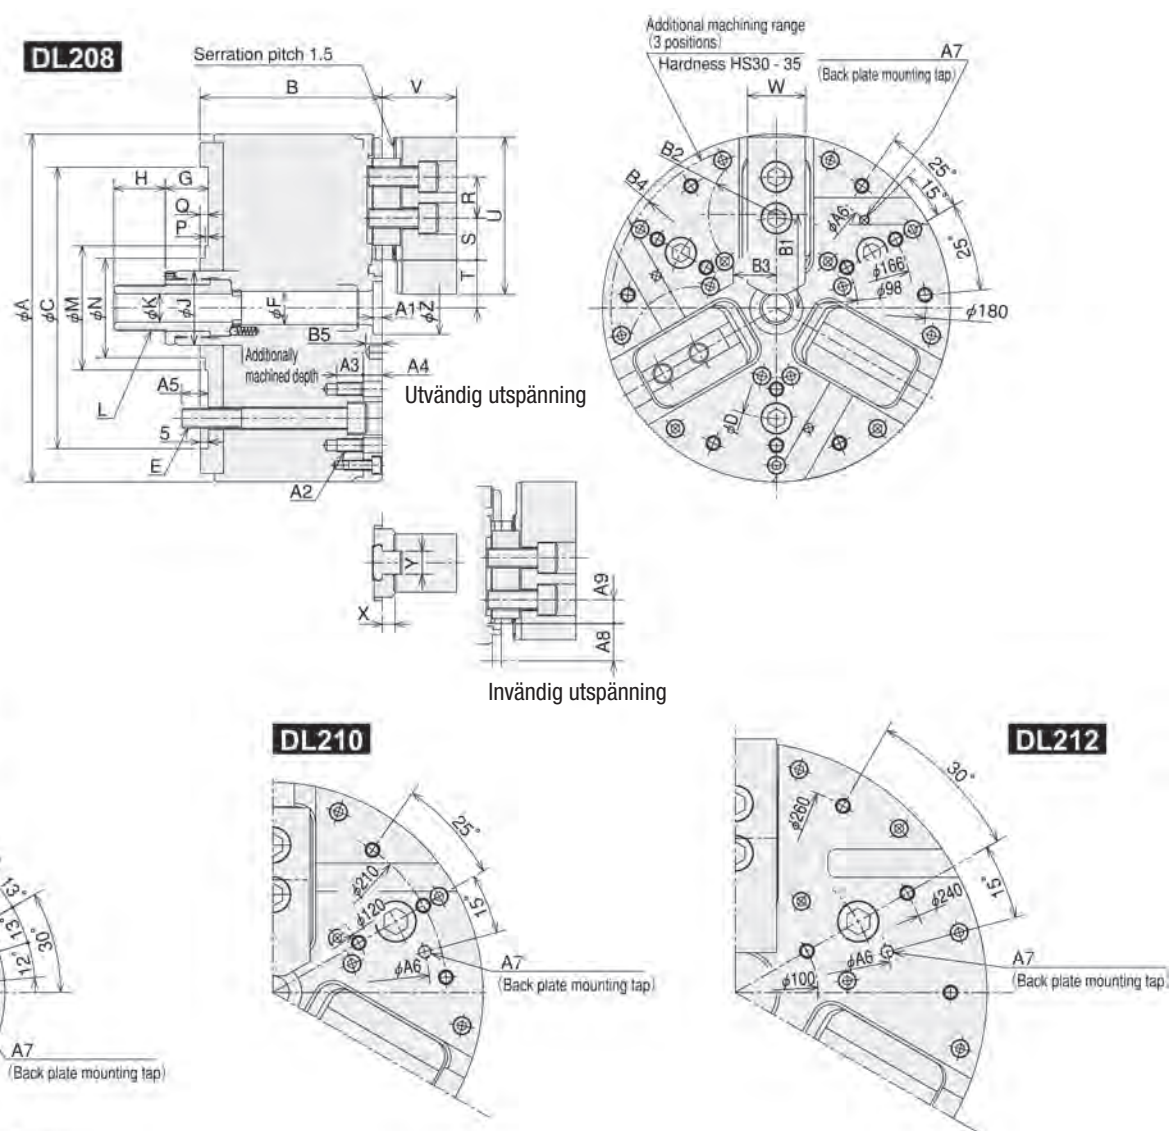 DL208
Serration pitch 1.5
B
V
H
G
Q
P
R
S
T
U
φA
φC
φM
φN
φK
φJ
φF
A1
φZ
B5
Additionally
machined depth
A3
A4
A5
L
5
E
A2
Utvändig utspänning
Additional machining range
(3 positions)
Hardness HS30 - 35
A7
(Back plate mounting tap)
W
B2
B4
25°
15°
25°
φA6
B1
B3
φ166
φ98
φ180
φD
X
Y
A9
A8
Invändig utspänning
DL210
25°
φ210
15°
φ120
φA6
A7
(Back plate mounting tap)
DL212
30°
φ260
15°
φ240
φA6
φ100
A7
(Back plate mounting tap)
13°
13°
30°
12°
A7
(Back plate mounting tap)